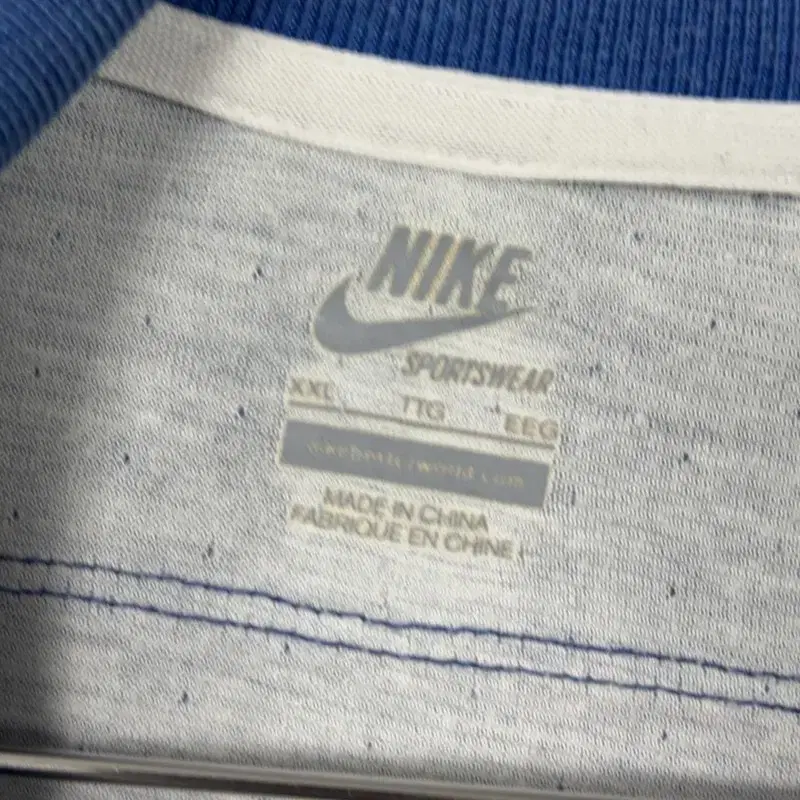 NIKE
SPORTSWEAR
XXL TTG EEG
MADE IN CHINA
FABRIQUE EN CHINE